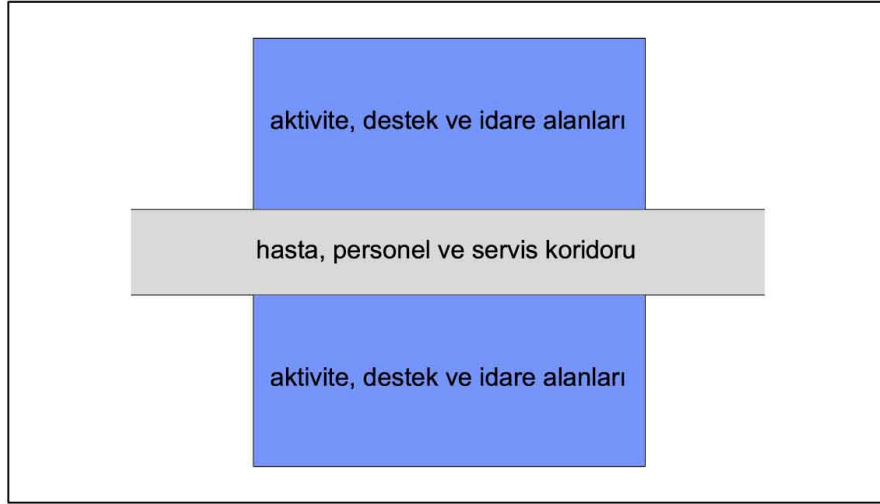 aktivite, destek ve idare alanları
hasta, personel ve servis koridoru
aktivite, destek ve idare alanları